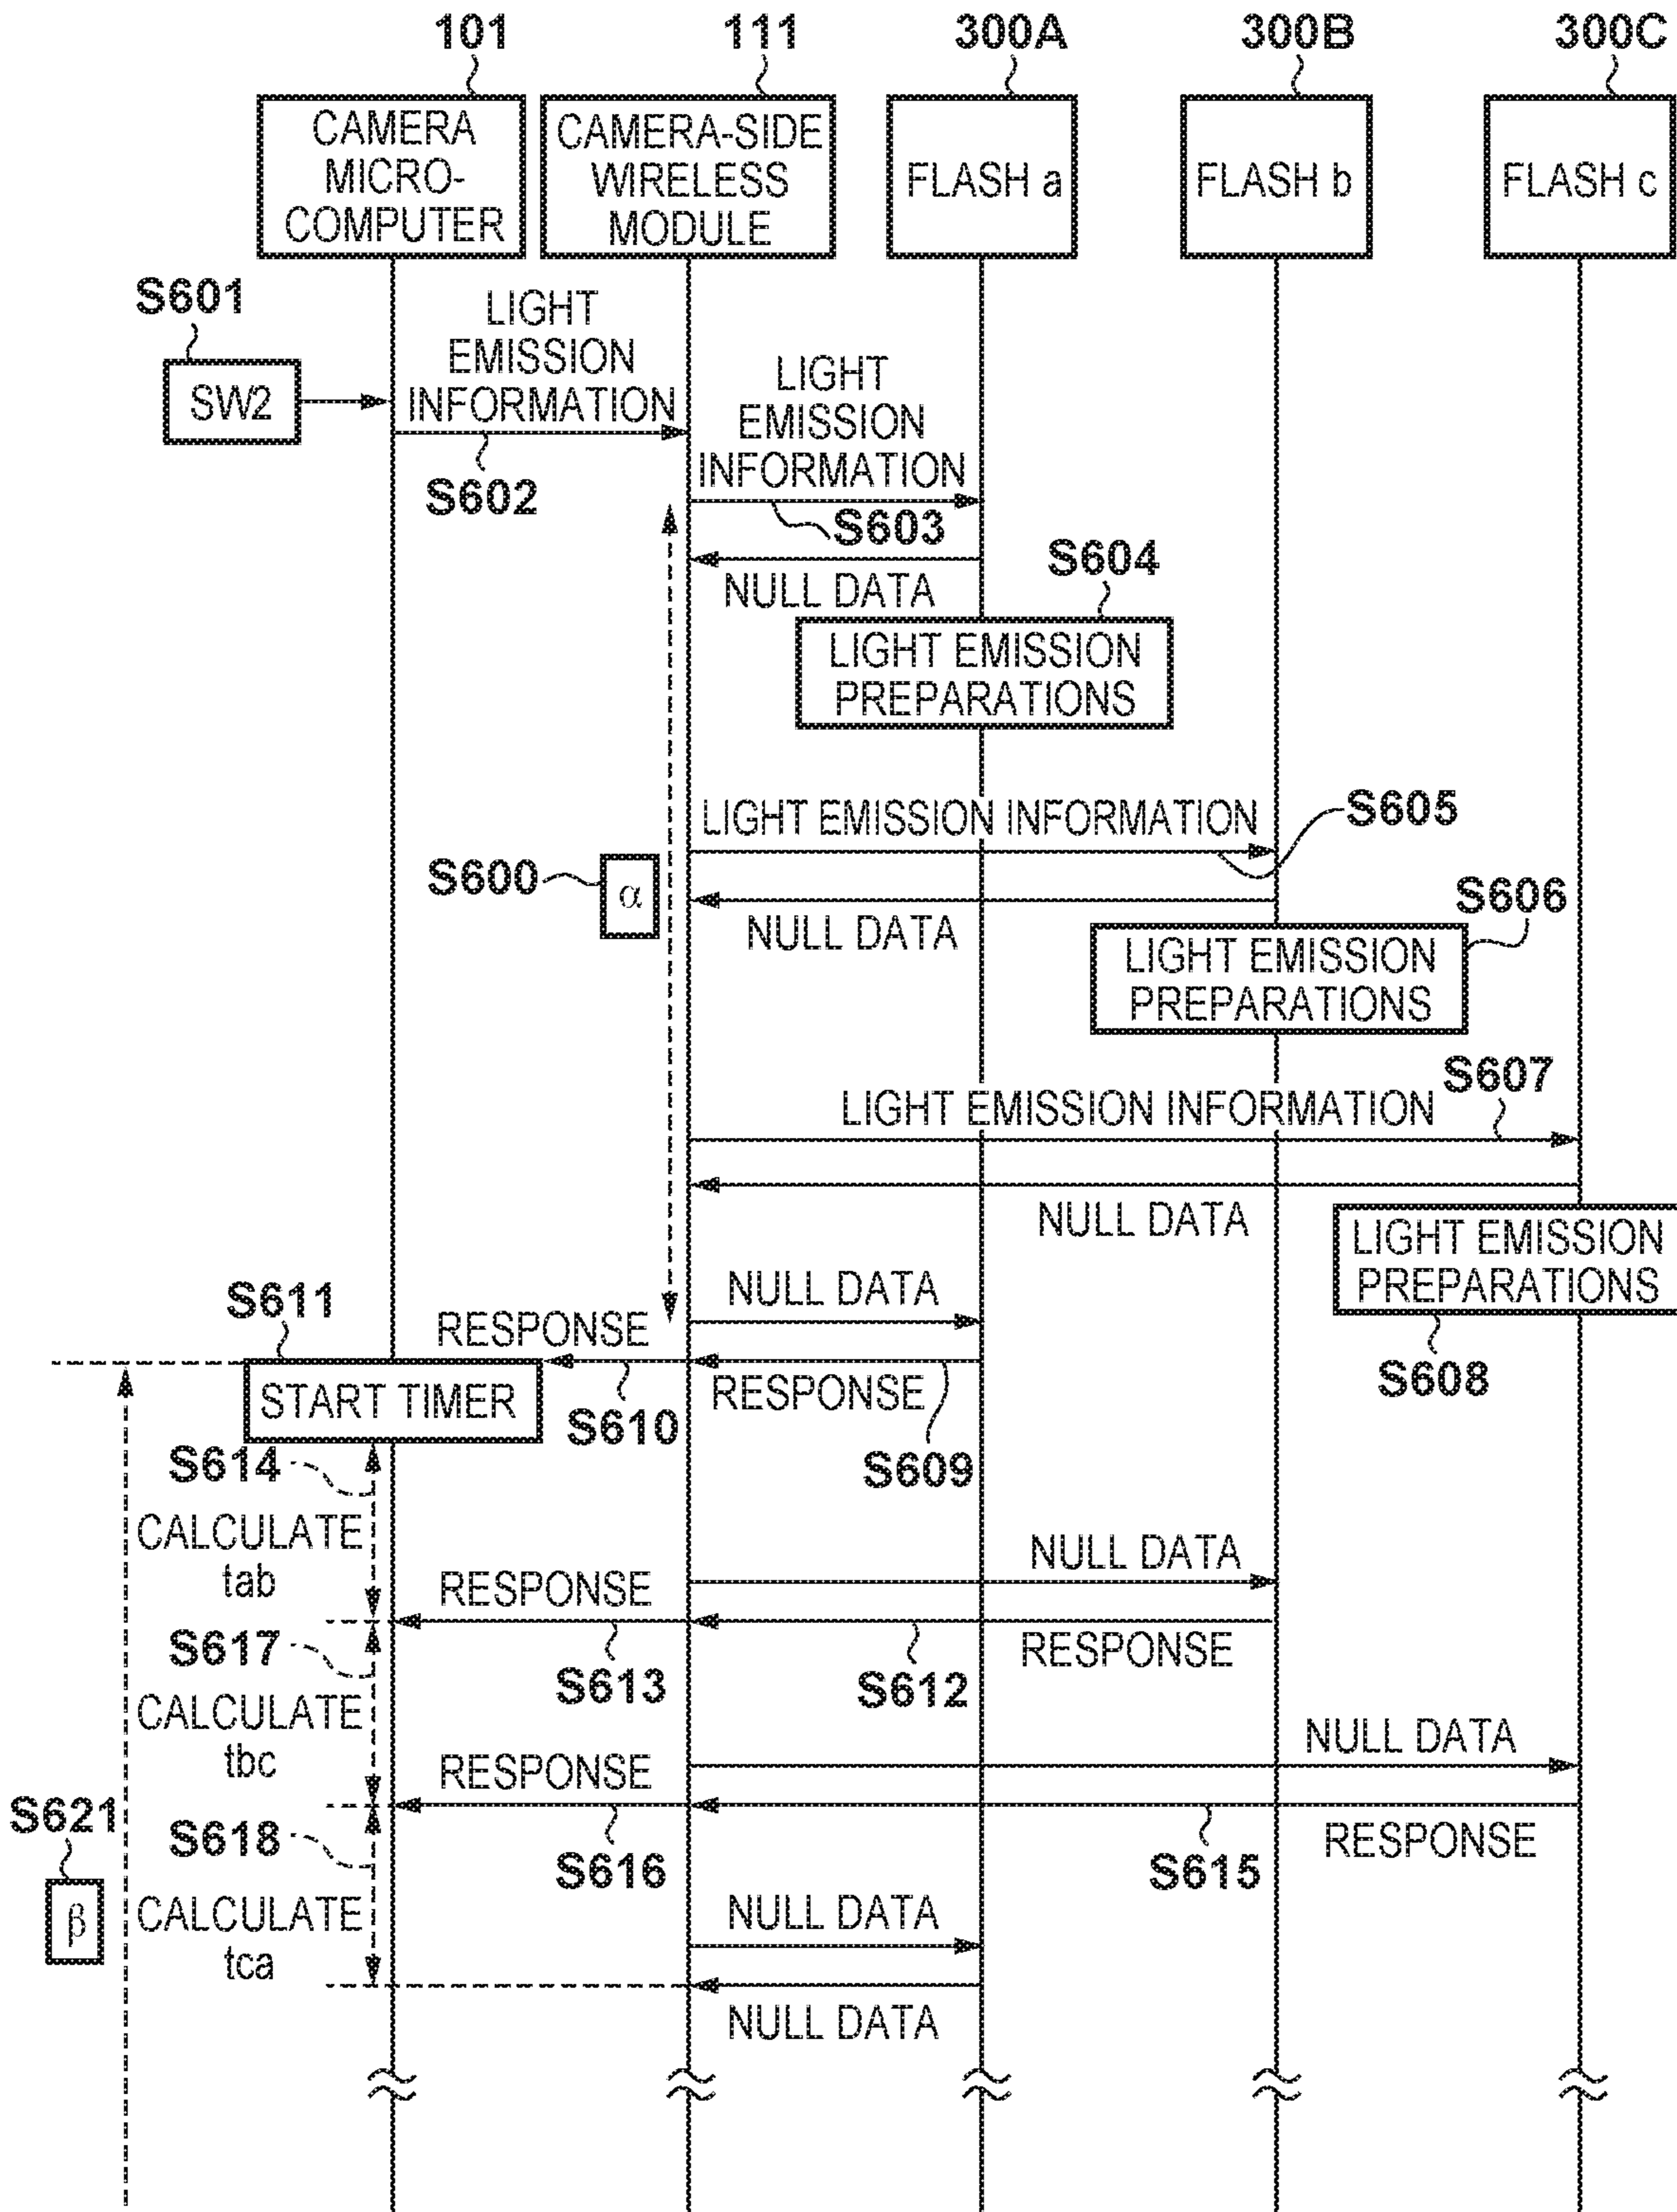 101
111
300A
300B
300C
CAMERA
MICRO-
COMPUTER
CAMERA-SIDE
WIRELESS
MODULE
FLASH a
FLASH b
FLASH c
S601
SW2
LIGHT
EMISSION
INFORMATION
S602
LIGHT
EMISSION
INFORMATION
S603
NULL DATA
S604
LIGHT EMISSION
PREPARATIONS
LIGHT EMISSION INFORMATION
S605
S600
α
NULL DATA
S606
LIGHT EMISSION
PREPARATIONS
S607
LIGHT EMISSION INFORMATION
NULL DATA
LIGHT EMISSION
PREPARATIONS
S608
NULL DATA
S611
RESPONSE
START TIMER
S610
RESPONSE
S609
S614
CALCULATE
tab
NULL DATA
RESPONSE
S617
S613
S612
RESPONSE
CALCULATE
tbc
NULL DATA
RESPONSE
S621
β
S618
S616
S615
RESPONSE
CALCULATE
tca
NULL DATA
NULL DATA